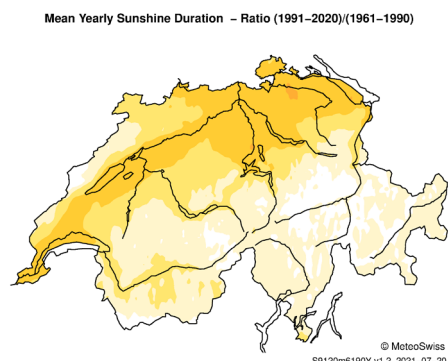 Mean Yearly Sunshine Duration – Ratio (1991−2020)/(1961−1990)
© MeteoSwiss